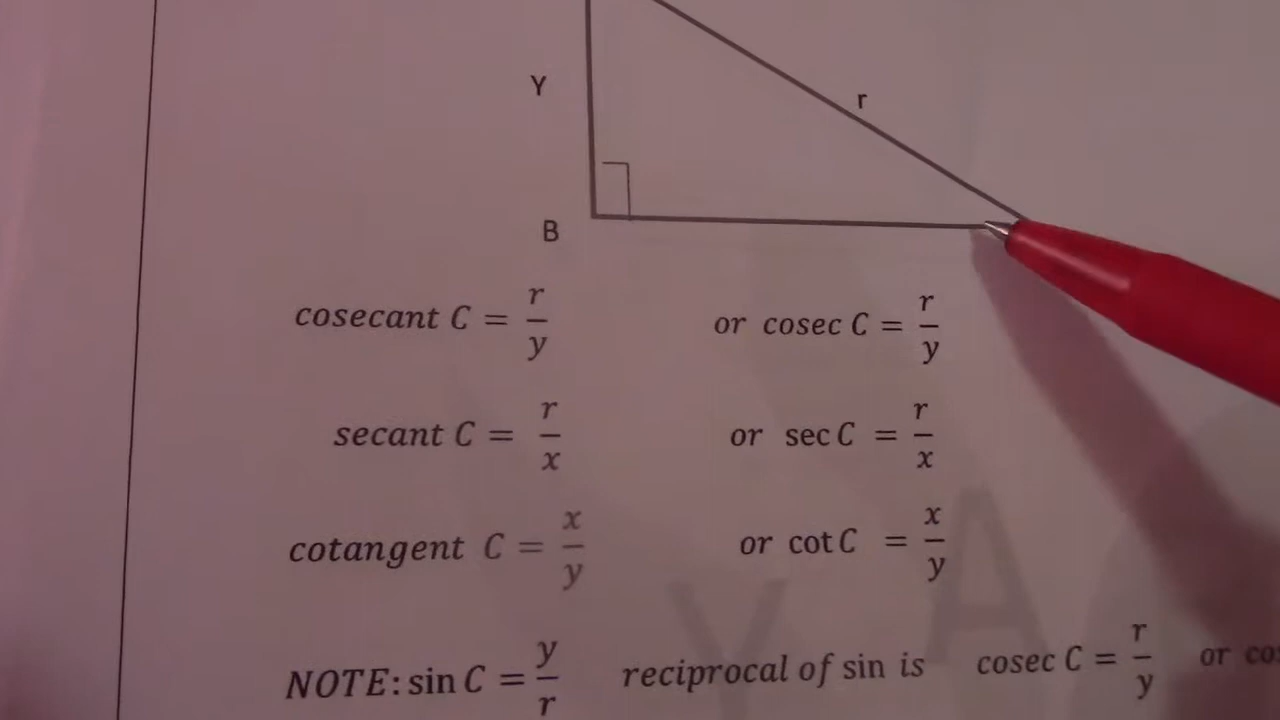 Y
r
B
cosecant C = r/y or cosec C = r/y
secant C = r/x or sec C = r/x
cotangent C = x/y or cot C = x/y
NOTE: sin C = y/r reciprocal of sin is cosec C = r/y or